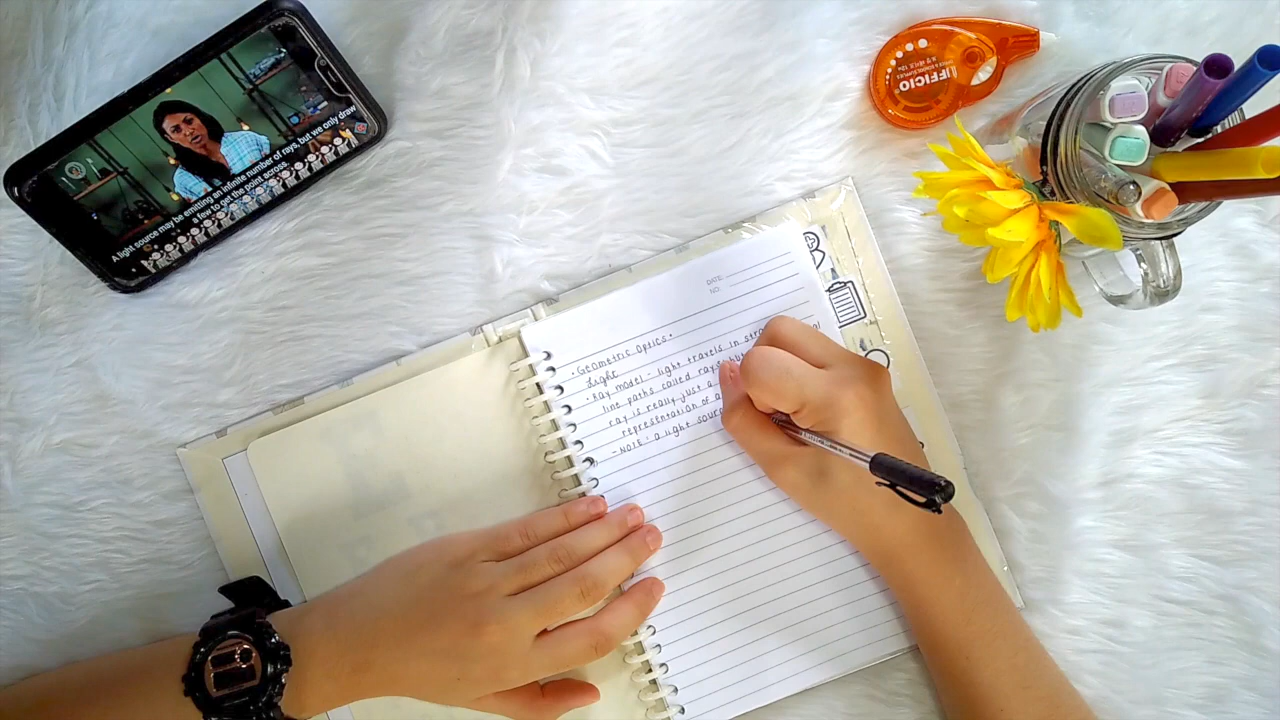 A light source may be emitting an infinite number of rays, but we only draw
a few to get the point across.
IFFICIO
DATE:
NO.
• Geometric Optics •
Light
• Ray model - light travels in
line paths called rays,
ray is really just a
representation of a
- NOTE: a light